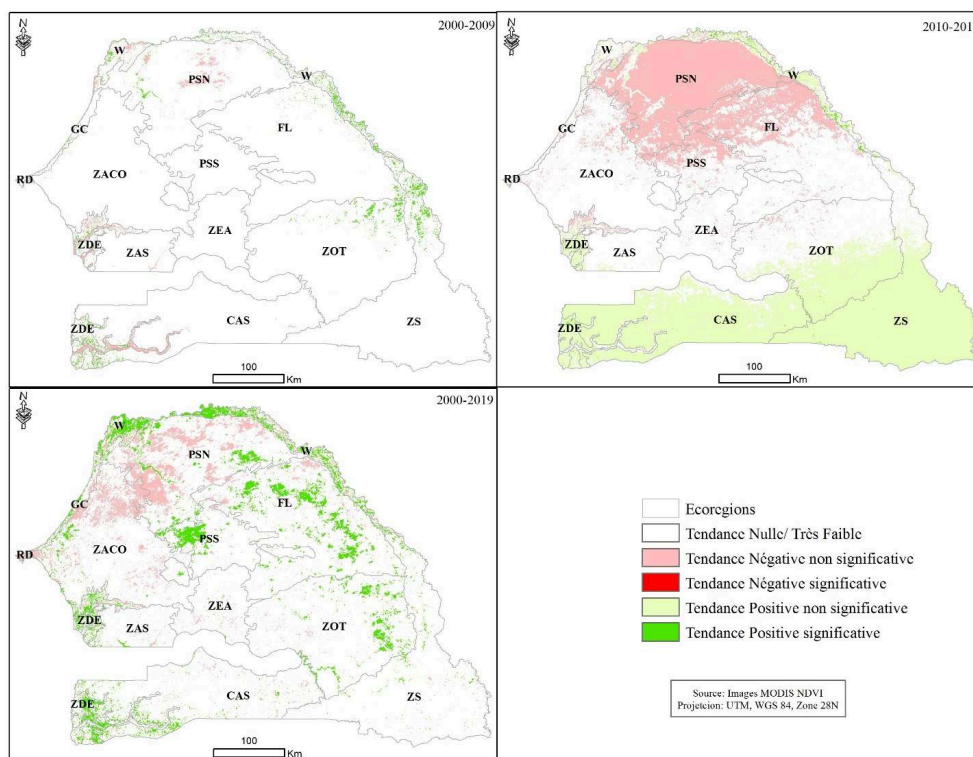 N
2000-2009
W
PSN
W
GC
FL
PSS
RD
ZACO
ZEA
ZDE
ZAS
ZOT
CAS
ZS
ZDE
100
Km
N
2010-201
W
PSN
W
GC
FL
PSS
RD
ZACO
ZEA
ZDE
ZAS
ZOT
CAS
ZS
ZDE
100
Km
N
2000-2019
W
PSN
W
GC
FL
PSS
RD
ZACO
ZEA
ZDE
ZAS
ZOT
CAS
ZS
ZDE
100
Km
Ecoregions
Tendance Nulle/ Très Faible
Tendance Négative non significative
Tendance Négative significative
Tendance Positive non significative
Tendance Positive significative
Source: Images MODIS NDVI
Projetcion: UTM, WGS 84, Zone 28N